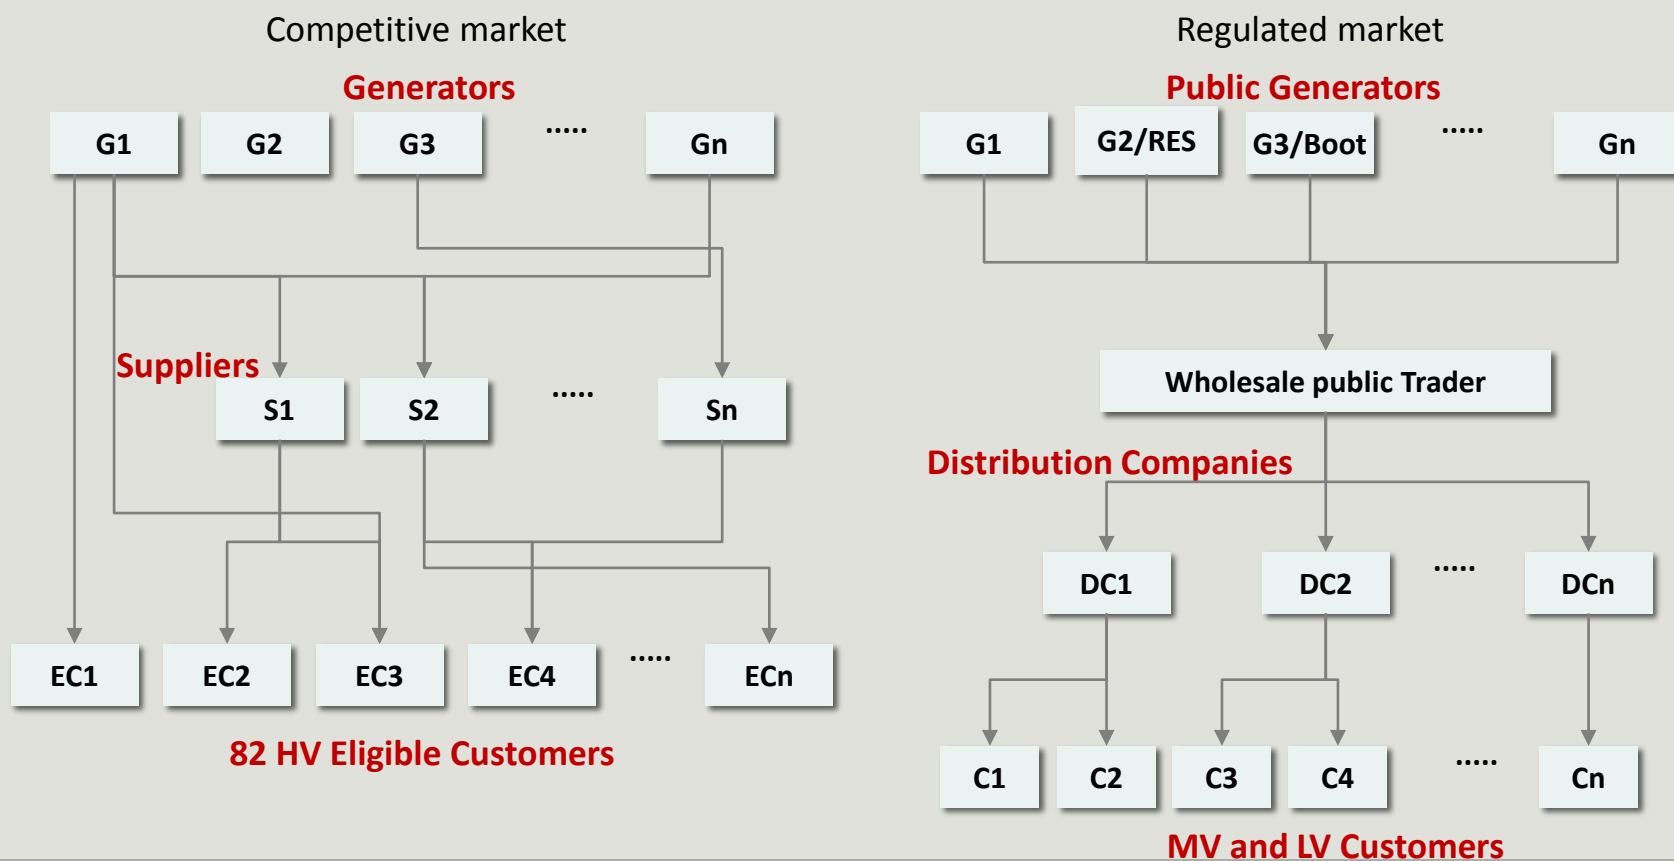 Competitive market
Generators
G1 G2 G3 ..... Gn
Suppliers
S1 S2 ..... Sn
EC1 EC2 EC3 EC4 ..... ECn
82 HV Eligible Customers
Regulated market
Public Generators
G1 G2/RES G3/Boot ..... Gn
Wholesale public Trader
Distribution Companies
DC1 DC2 ..... DCn
C1 C2 C3 C4 ..... Cn
MV and LV Customers